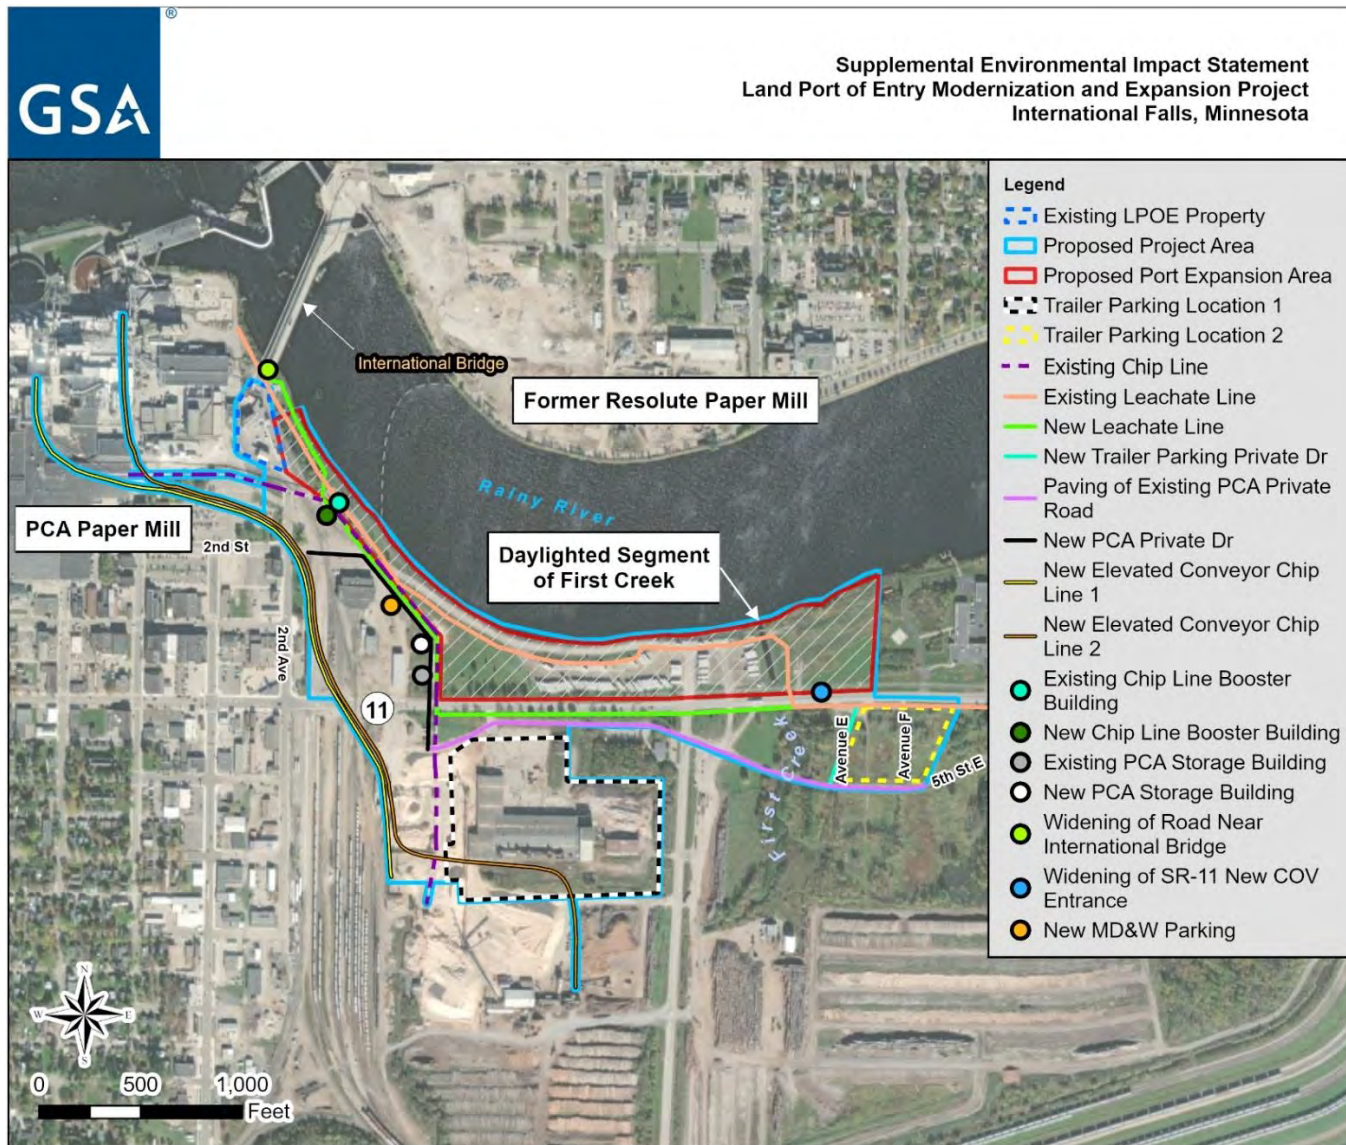 ®
GSA
Supplemental Environmental Impact Statement
Land Port of Entry Modernization and Expansion Project
International Falls, Minnesota
International Bridge
Former Resolute Paper Mill
Rainy River
PCA Paper Mill
2nd St
Daylighted Segment
of First Creek
2nd Ave
11
First Creek
Avenue E
Avenue F
5th St E
N
W
E
S
0
500
1,000
Feet
Legend
Existing LPOE Property
Proposed Project Area
Proposed Port Expansion Area
Trailer Parking Location 1
Trailer Parking Location 2
Existing Chip Line
Existing Leachate Line
New Leachate Line
New Trailer Parking Private Dr
Paving of Existing PCA Private
Road
New PCA Private Dr
New Elevated Conveyor Chip
Line 1
New Elevated Conveyor Chip
Line 2
Existing Chip Line Booster
Building
New Chip Line Booster Building
Existing PCA Storage Building
New PCA Storage Building
Widening of Road Near
International Bridge
Widening of SR-11 New COV
Entrance
New MD&W Parking